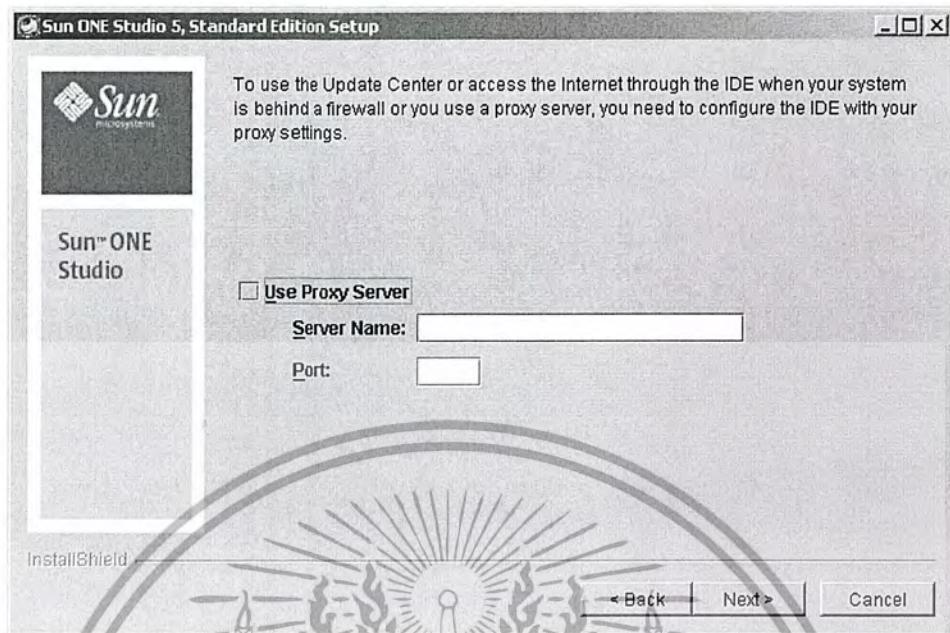 Sun ONE Studio 5, Standard Edition Setup
Sun
microsystems
To use the Update Center or access the Internet through the IDE when your system
is behind a firewall or you use a proxy server, you need to configure the IDE with your
proxy settings.
Sun™ ONE
Studio
Use Proxy Server
Server Name:
Port:
InstallShield
< Back
Next >
Cancel